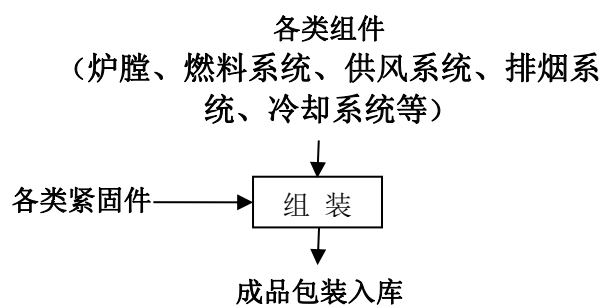 各类组件
（炉膛、燃料系统、供风系统、排烟系
统、冷却系统等）
各类紧固件
组 装
成品包装入库